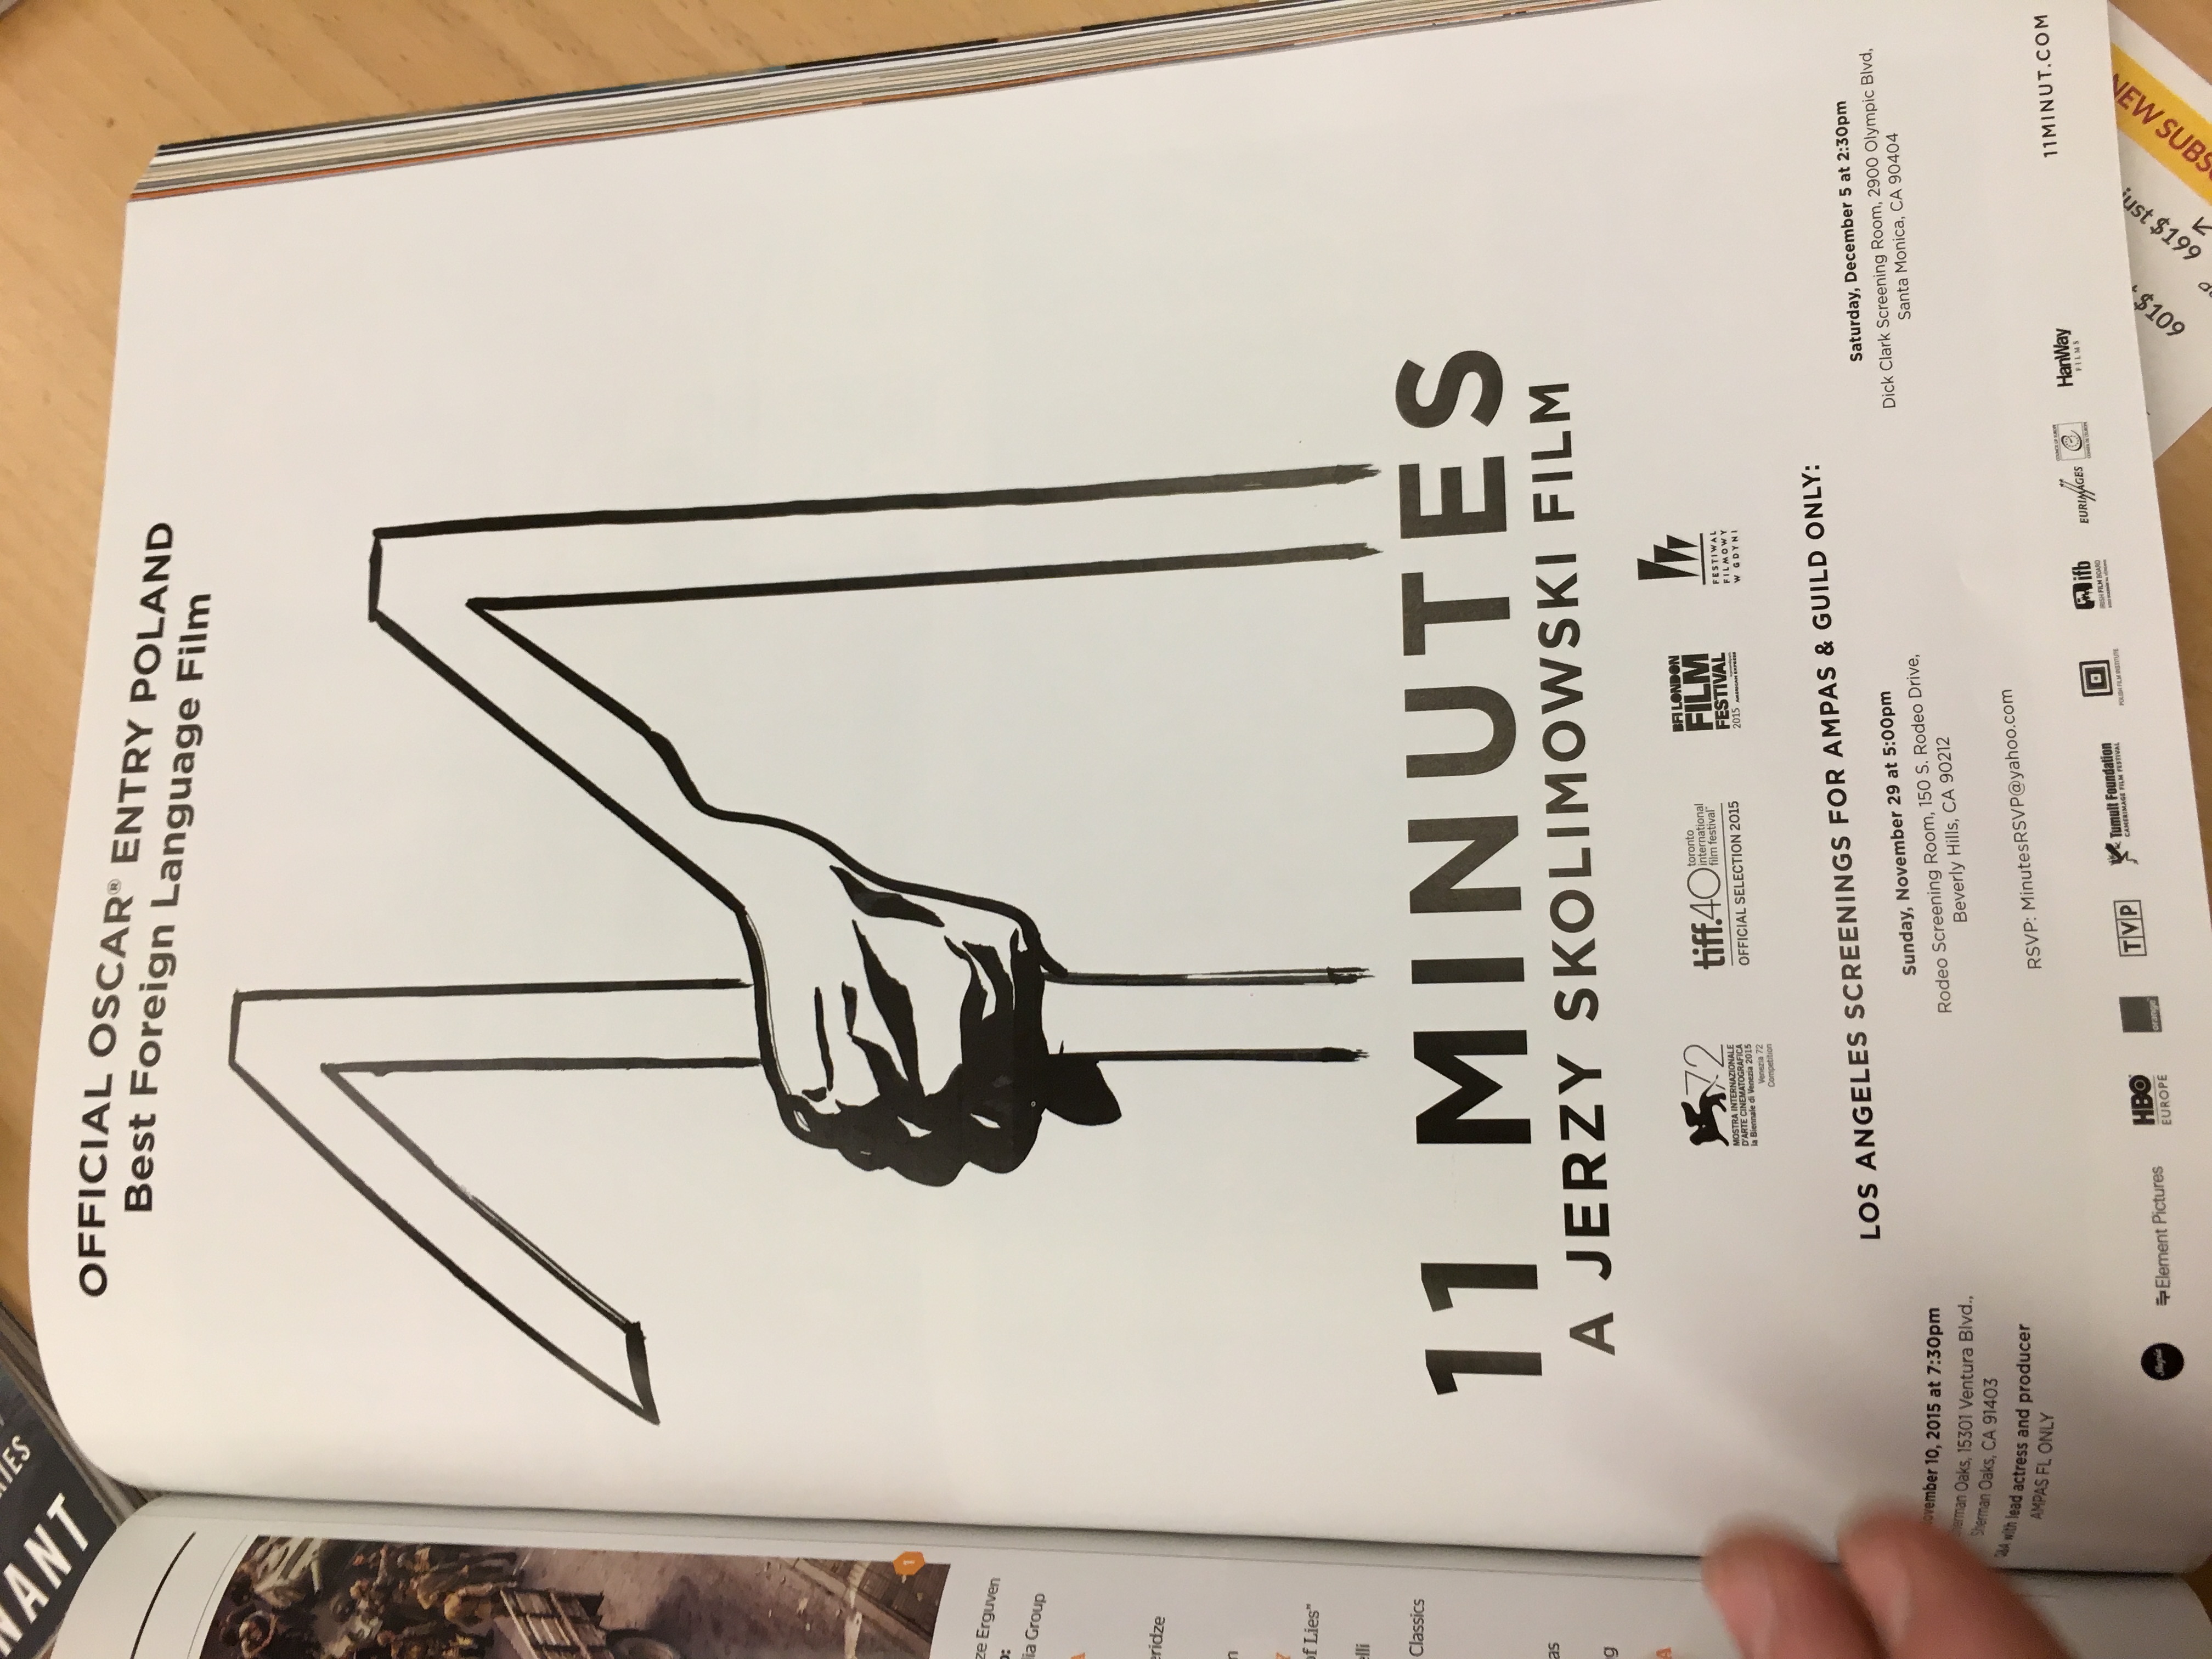 NANT
OFFICIAL OSCAR® ENTRY POLAND
Best Foreign Language Film
1
ze Erguven
ia Group
eridze
of Lies"
elli
Classics
as
11 MINUTES
A JERZY SKOLIMOWSKI FILM
72
MOSTRA INTERNAZIONALE
D'ARTE CINEMATOGRAFICA
la Biennale di Venezia 2015
Venezia 72
Competition
tiff.40 toronto
international
film festival
OFFICIAL SELECTION 2015
BFI LONDON
FILM
FESTIVAL
2015 AMERICAN EXPRESS
FESTIWAL
FILMOWY
W GDYNI
LOS ANGELES SCREENINGS FOR AMPAS & GUILD ONLY:
ovember 10, 2015 at 7:30pm
herman Oaks, 15301 Ventura Blvd.,
Sherman Oaks, CA 91403
Q&A with lead actress and producer
AMPAS FL ONLY
Sunday, November 29 at 5:00pm
Rodeo Screening Room, 150 S. Rodeo Drive,
Beverly Hills, CA 90212
Saturday, December 5 at 2:30pm
Dick Clark Screening Room, 2900 Olympic Blvd,
Santa Monica, CA 90404
RSVP: MinutesRSVP@yahoo.com
11MINUT.COM
Skopia
Element Pictures
HBO
EUROPE
orange
TVP
Tumult Foundation
CAMERIMAGE FILM FESTIVAL
POLISH FILM INSTITUTE
ifb
IRISH FILM BOARD
EURIMAGES
COUNCIL OF EUROPE
CONSEIL DE L'EUROPE
HanWay
FILMS
NEW SUBS
just $199
$109